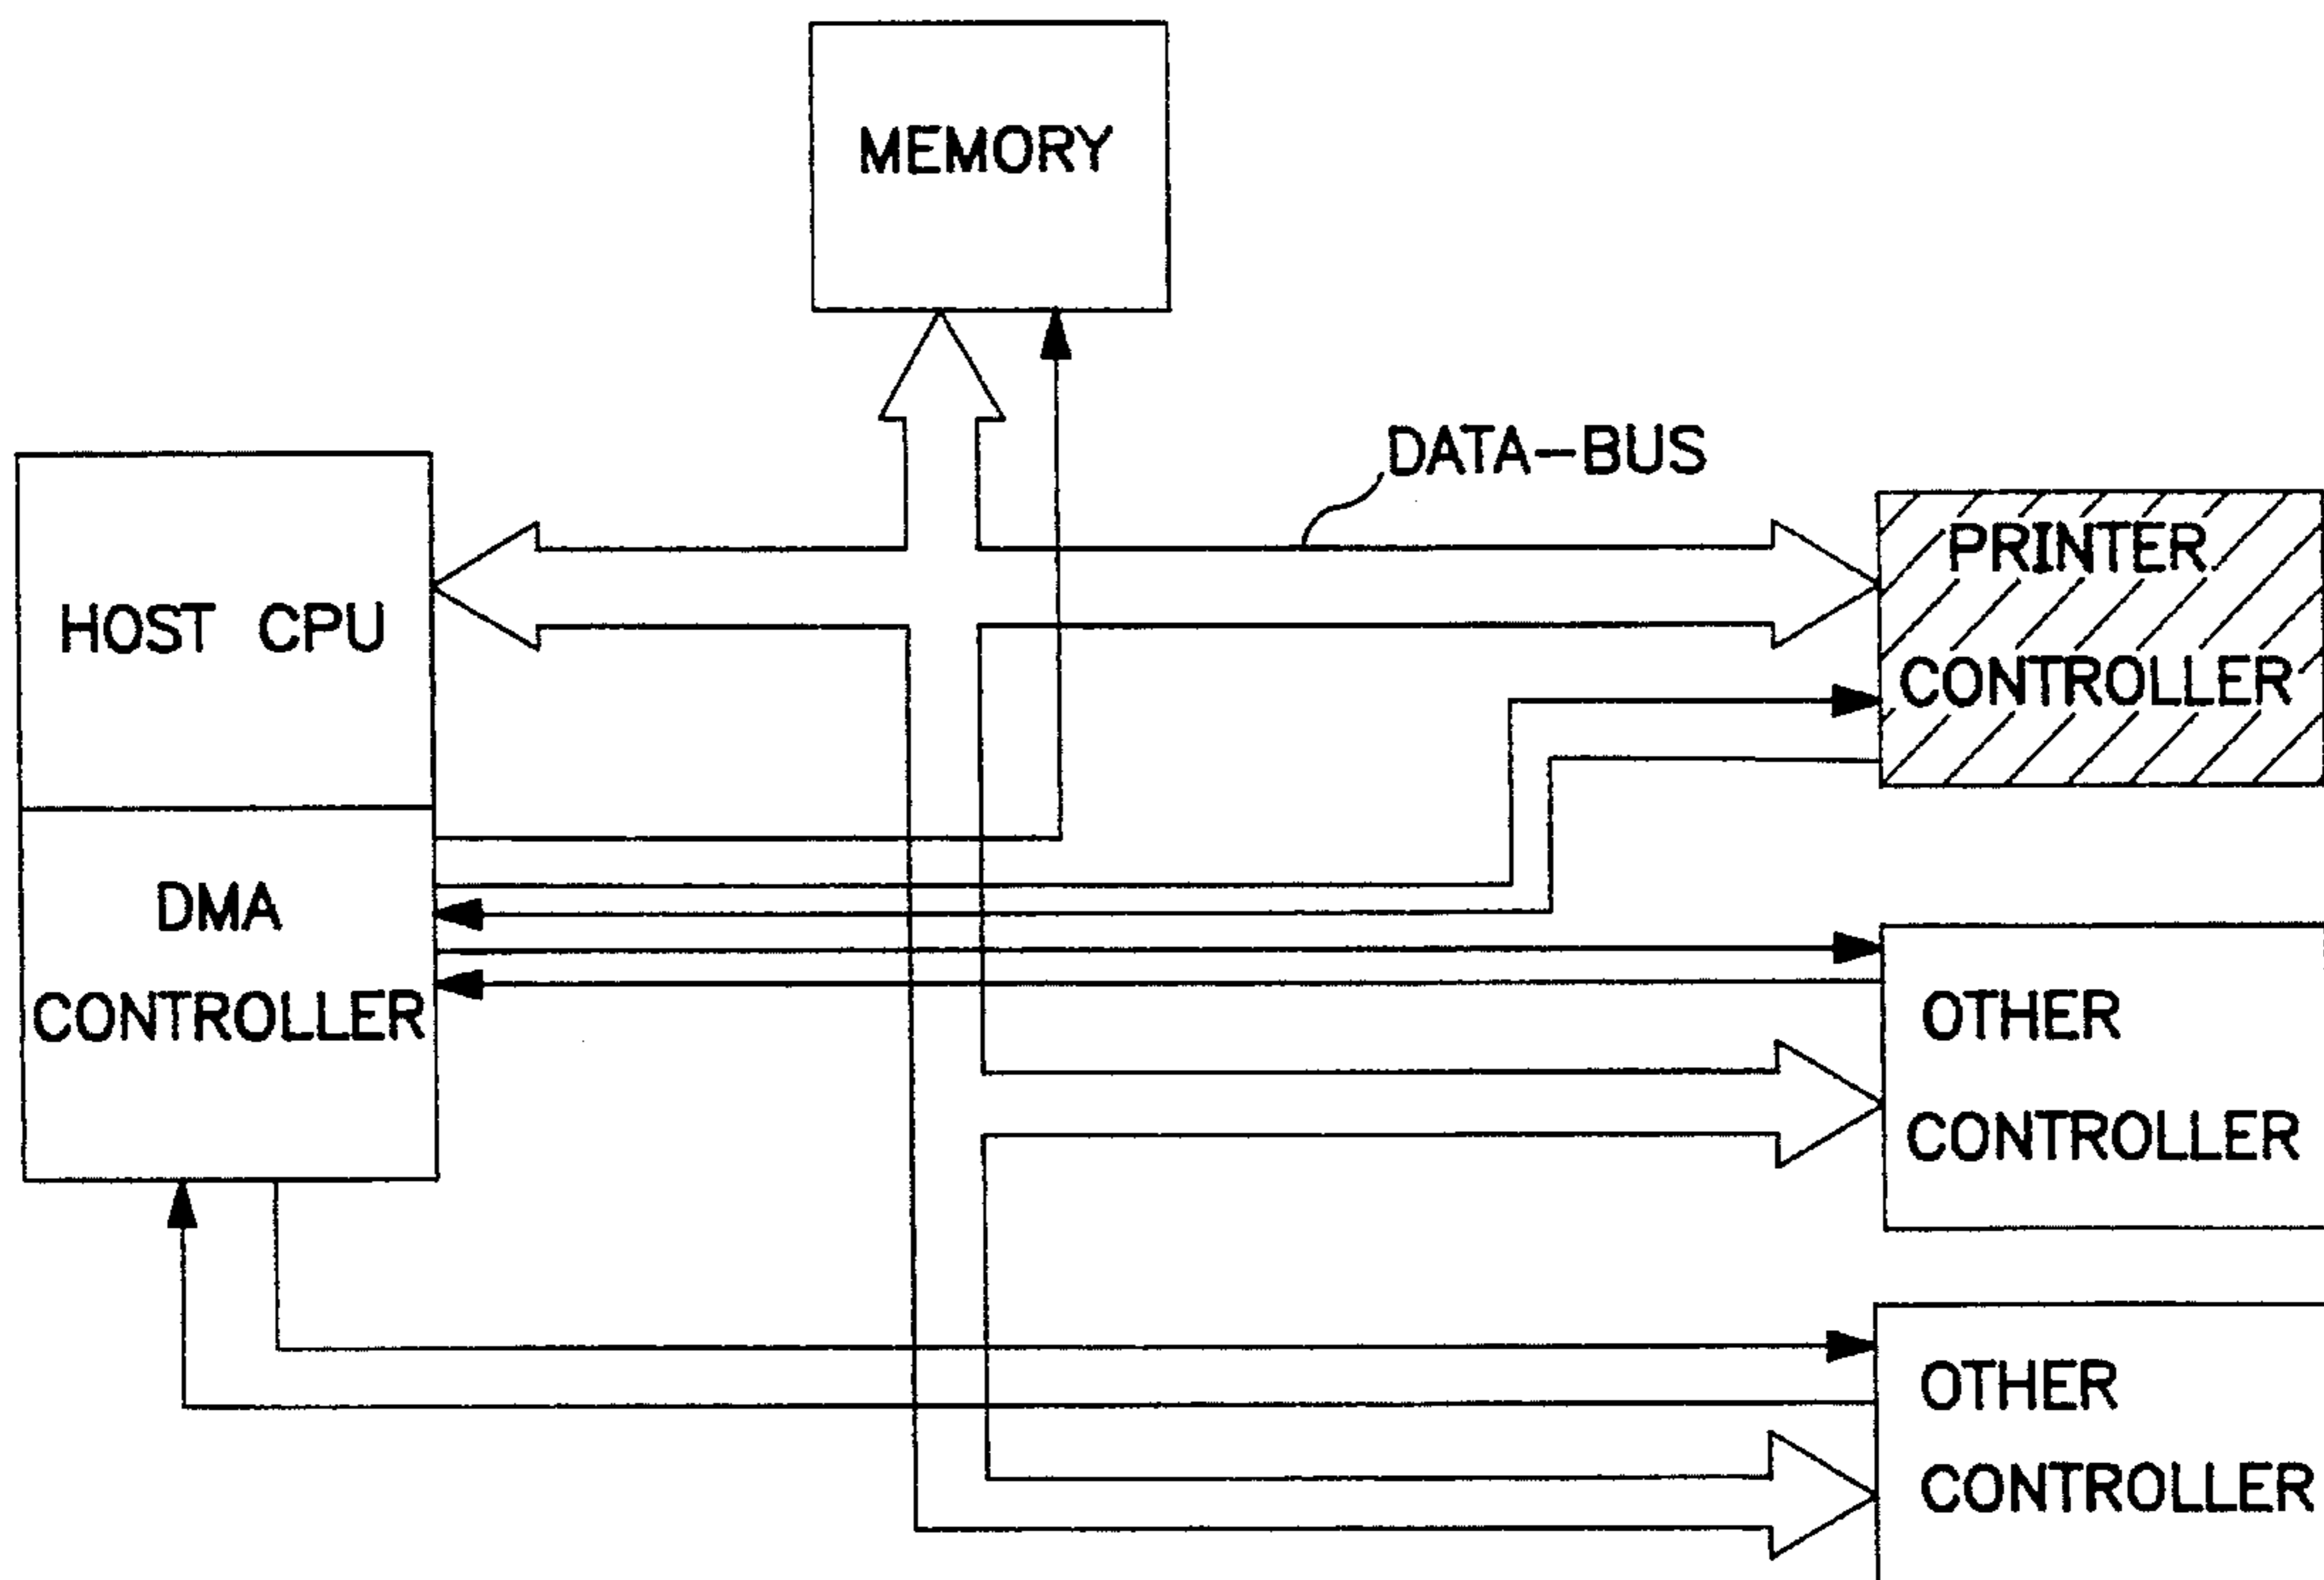 MEMORY
DATA-BUS
HOST CPU
PRINTER
CONTROLLER
DMA
CONTROLLER
OTHER
CONTROLLER
OTHER
CONTROLLER